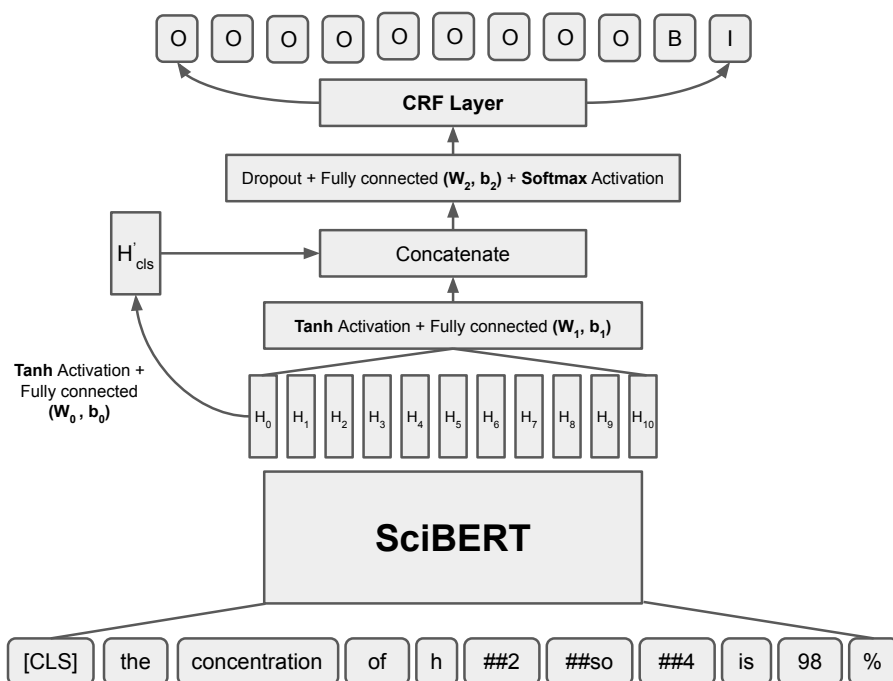 O O O O O O O O O B I
CRF Layer
Dropout + Fully connected (W2, b2) + Softmax Activation
H'cls
Concatenate
Tanh Activation + Fully connected (W1, b1)
Tanh Activation +
Fully connected
(W0 , b0)
H0 H1 H2 H3 H4 H5 H6 H7 H8 H9 H10
SciBERT
[CLS] the concentration of h ##2 ##so ##4 is 98 %